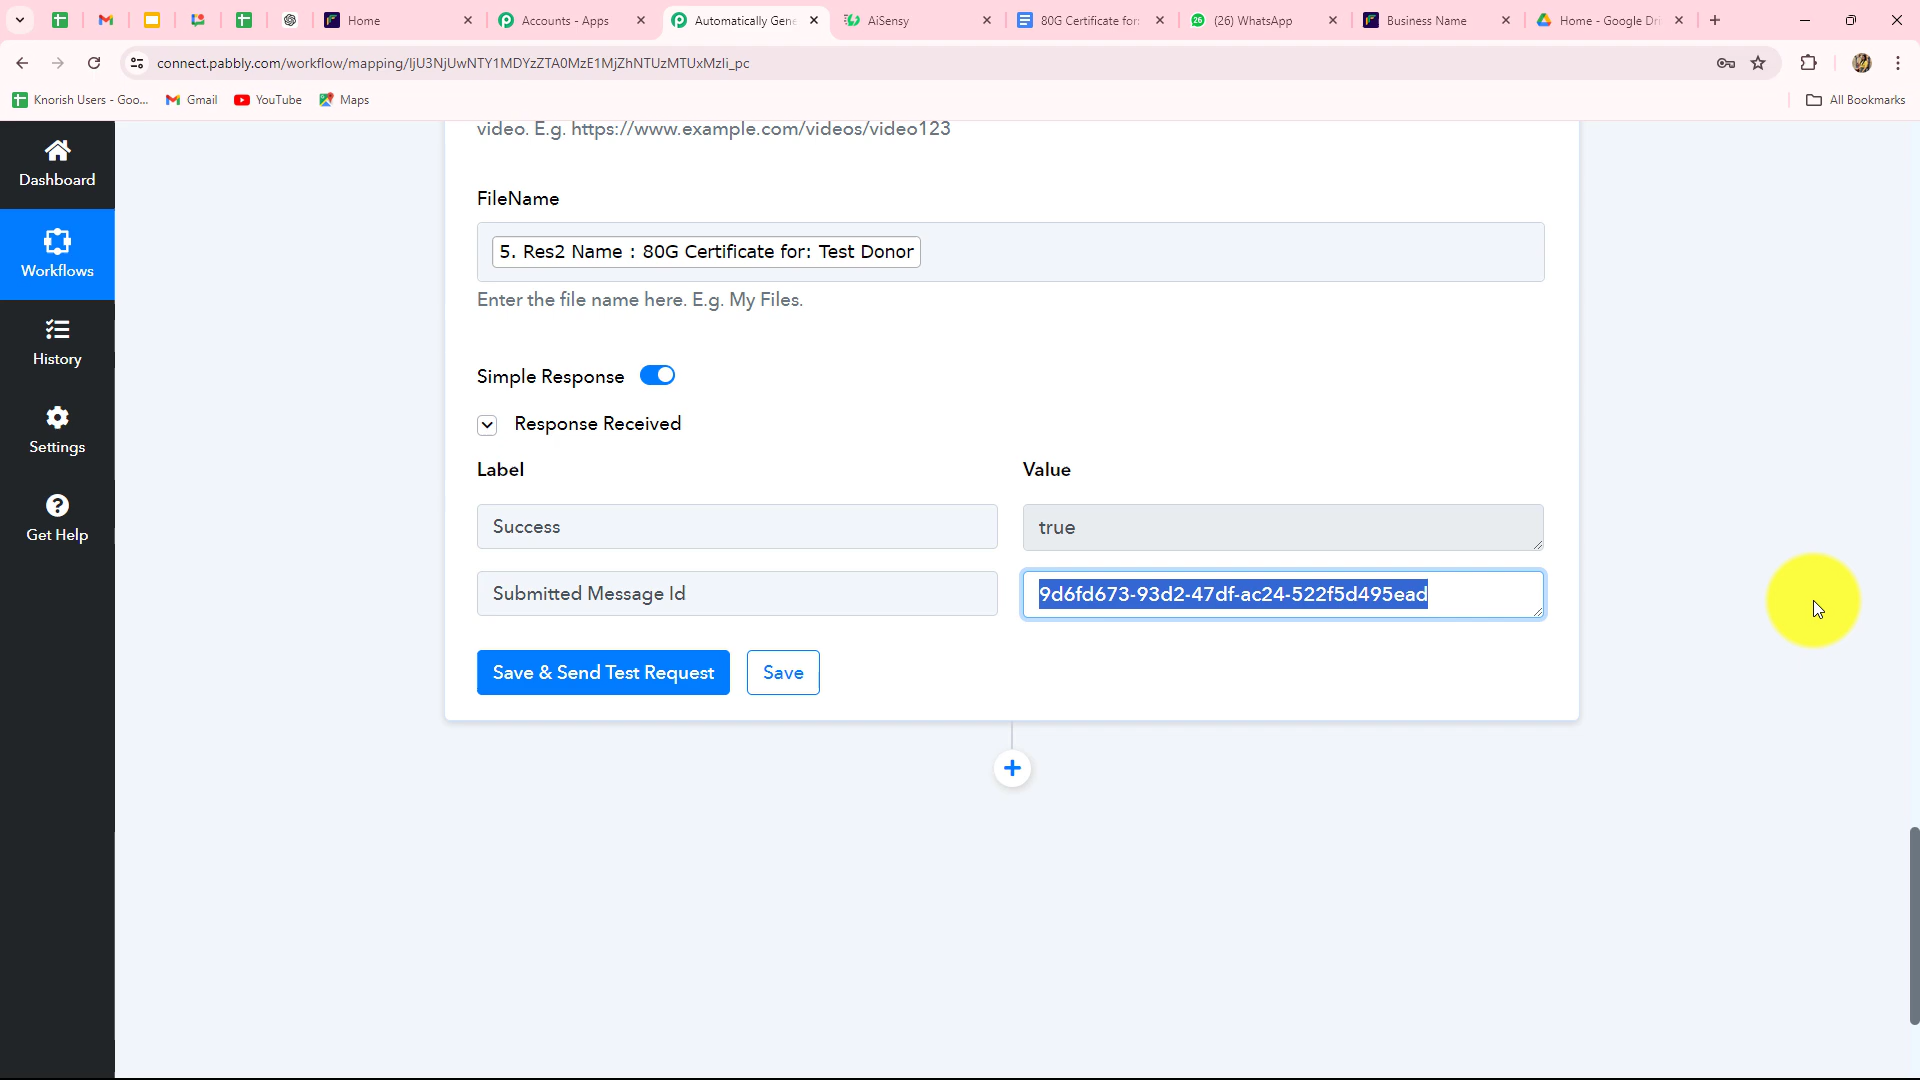 Home
Accounts - Apps
Automatically Gene
AiSensy
80G Certificate for:
(26) WhatsApp
Business Name
Home - Google Dri
connect.pabbly.com/workflow/mapping/IjU3NjUwNTY1MDYzZTA0MzE1MjZhNTUzMTUxMzIi_pc
Knorish Users - Goo...
Gmail
YouTube
Maps
All Bookmarks
Dashboard
Workflows
History
Settings
Get Help
video. E.g. https://www.example.com/videos/video123
FileName
5. Res2 Name : 80G Certificate for: Test Donor
Enter the file name here. E.g. My Files.
Simple Response
Response Received
Label
Value
Success
true
Submitted Message Id
9d6fd673-93d2-47df-ac24-522f5d495ead
Save & Send Test Request
Save